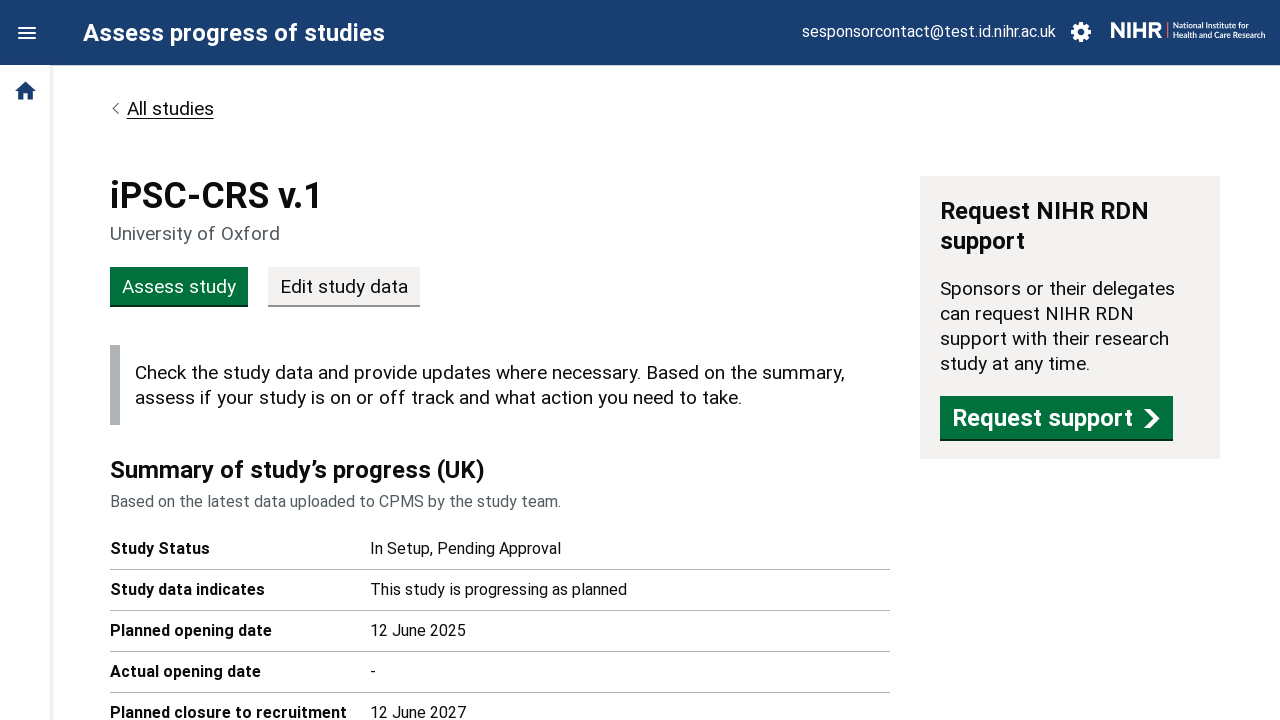 Assess progress of studies
sesponsorcontact@test.id.nihr.ac.uk
NIHR | National Institute for
Health and Care Research
All studies
iPSC-CRS v.1
University of Oxford
Assess study
Edit study data
Check the study data and provide updates where necessary. Based on the summary,
assess if your study is on or off track and what action you need to take.
Summary of study’s progress (UK)
Based on the latest data uploaded to CPMS by the study team.
Study Status In Setup, Pending Approval
Study data indicates This study is progressing as planned
Planned opening date 12 June 2025
Actual opening date -
Planned closure to recruitment 12 June 2027
Request NIHR RDN
support
Sponsors or their delegates
can request NIHR RDN
support with their research
study at any time.
Request support